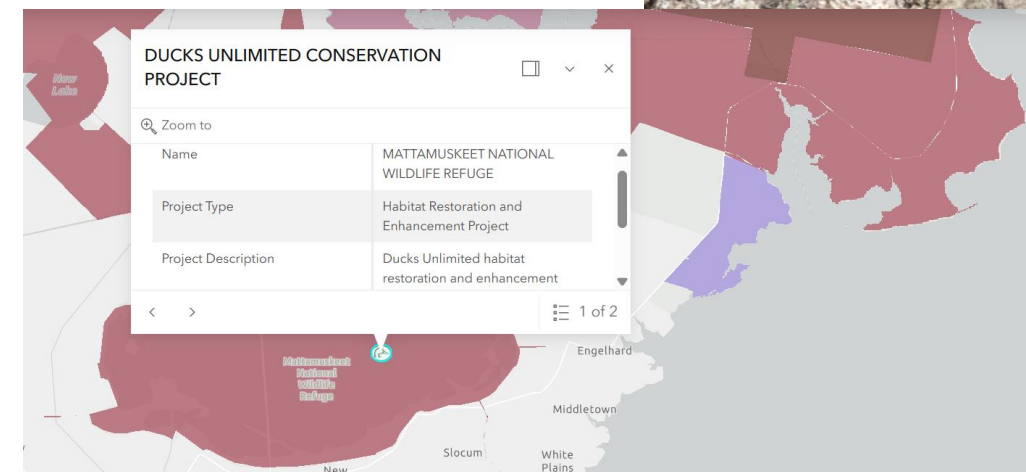 DUCKS UNLIMITED CONSERVATION
PROJECT
Zoom to
Name
MATTAMUSKEET NATIONAL
WILDLIFE REFUGE
Project Type
Habitat Restoration and
Enhancement Project
Project Description
Ducks Unlimited habitat
restoration and enhancement
1 of 2
New
Lake
Mattamuskeet
National
Wildlife
Refuge
Engelhard
Middletown
Slocum
White
Plains
New